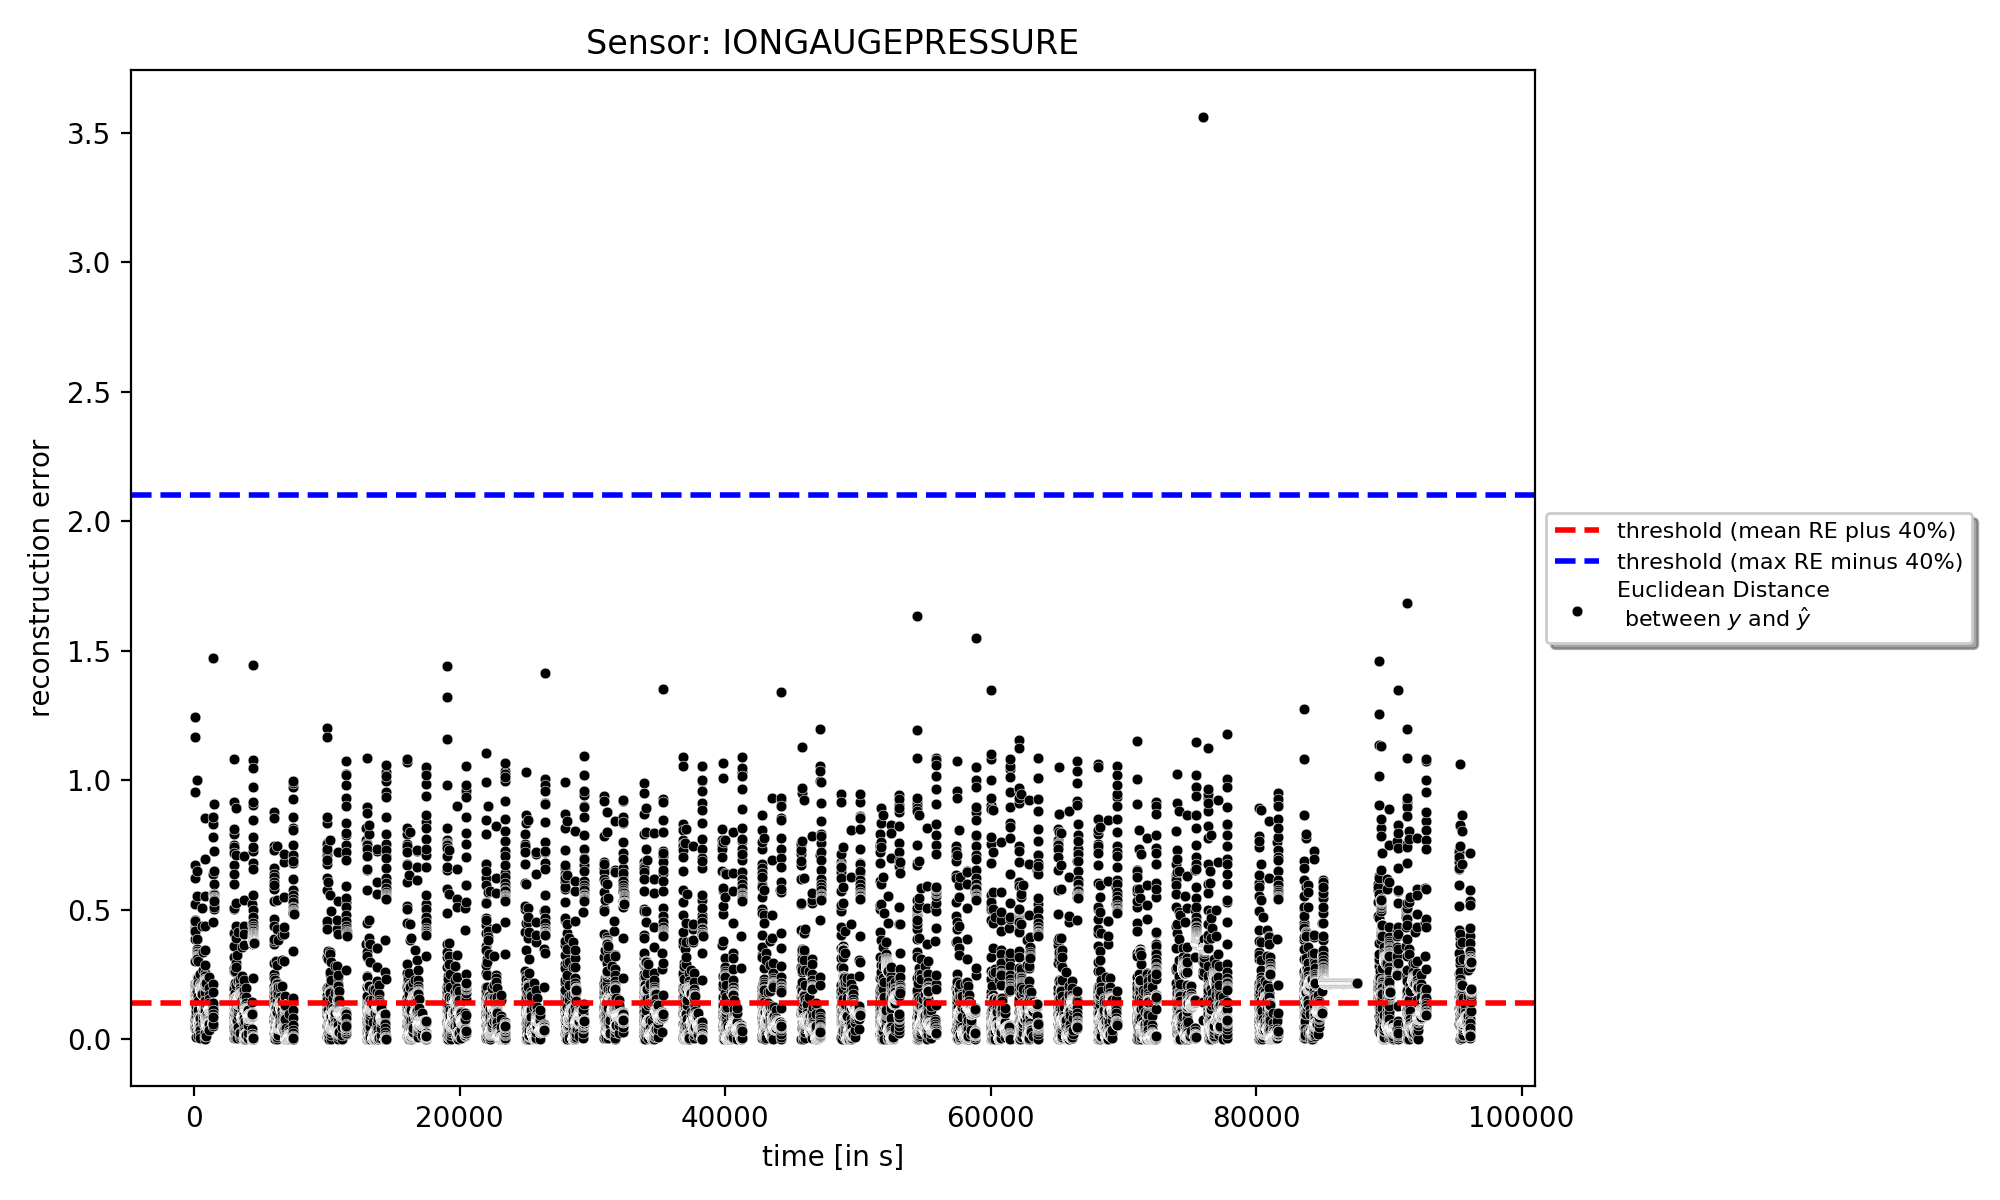 Sensor: IONGAUGEPRESSURE
3.5
3.0
2.5
2.0
1.5
1.0
0.5
0.0
reconstruction error
0 20000 40000 60000 80000 100000
time [in s]
threshold (mean RE plus 40%)
threshold (max RE minus 40%)
Euclidean Distance
between y and ŷ